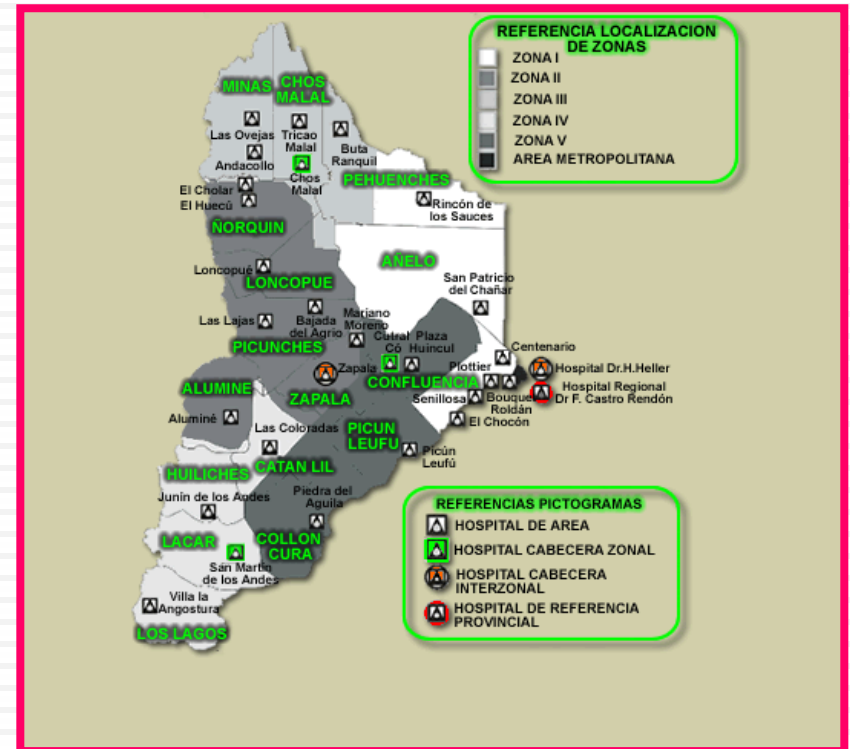 REFERENCIA LOCALIZACION
DE ZONAS
ZONA I
ZONA II
ZONA III
ZONA IV
ZONA V
AREA METROPOLITANA
MINAS
CHOS
MALAL
Las Ovejas
Tricao
Malal
Andacollo
Buta
Ranquil
Chos
Malal
PEHUENCHES
El Cholar
El Huecú
Rincón de
los Sauces
ÑORQUIN
AÑELO
Loncopué
LONCOPUE
San Patricio
del Chañar
Las Lajas
Bajada
del Agrio
Mariano
Moreno
PICUNCHES
Cutral
Có
Plaza
Huincul
Centenario
Zapala
Plottier
Hospital Dr.H.Heller
CONFLUENCIA
ALUMINE
ZAPALA
Senillosa
Bouque
Roldán
Hospital Regional
Dr F. Castro Rendón
Aluminé
El Chocón
Las Coloradas
PICUN
LEUFU
Picún
Leufú
HUILICHES
CATAN LIL
Junín de los Andes
Piedra del
Aguila
LACAR
COLLON
CURA
San Martín
de los Andes
Villa la
Angostura
LOS LAGOS
REFERENCIAS PICTOGRAMAS
HOSPITAL DE AREA
HOSPITAL CABECERA ZONAL
HOSPITAL CABECERA
INTERZONAL
HOSPITAL DE REFERENCIA
PROVINCIAL